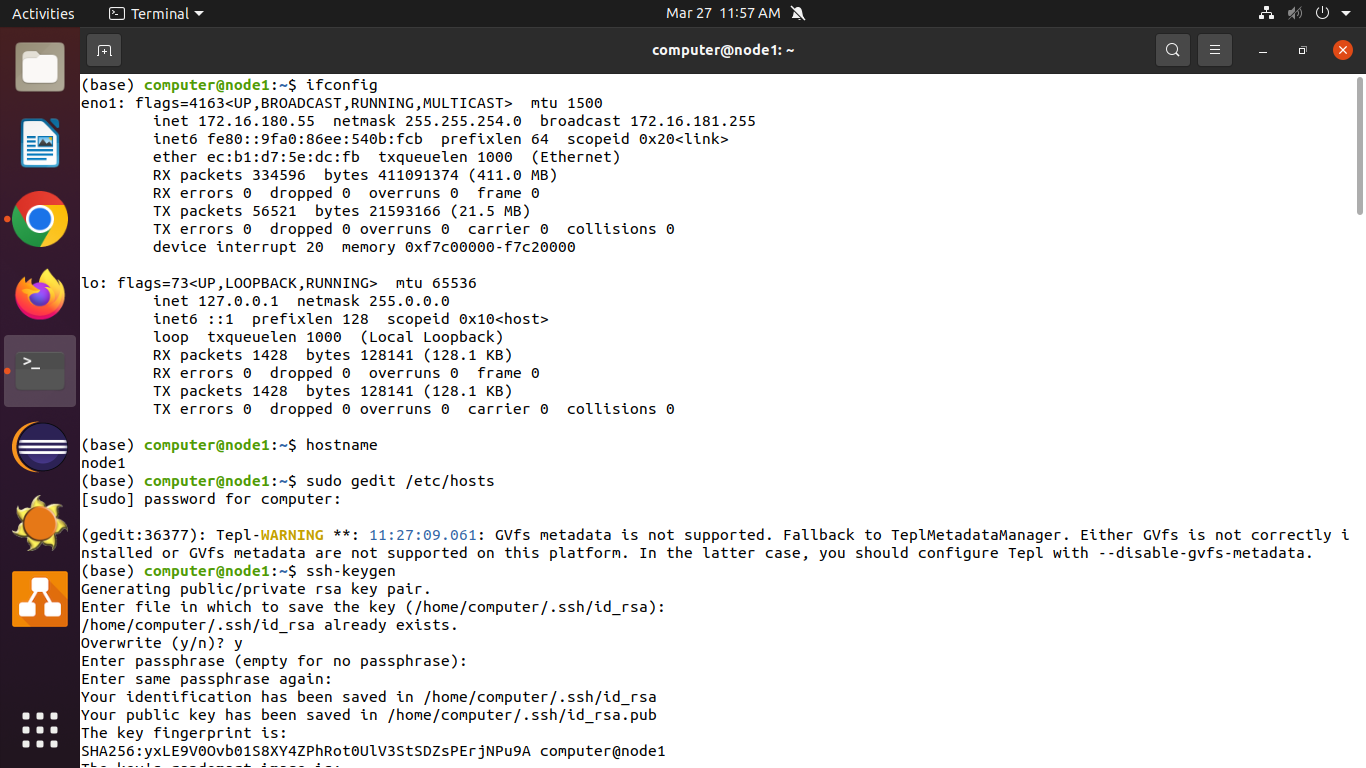 Activities
Terminal
Mar 27 11:57 AM
computer@node1: ~
(base) computer@node1:~$ ifconfig
eno1: flags=4163<UP,BROADCAST,RUNNING,MULTICAST>  mtu 1500
        inet 172.16.180.55  netmask 255.255.254.0  broadcast 172.16.181.255
        inet6 fe80::9fa0:86ee:540b:fcb  prefixlen 64  scopeid 0x20<link>
        ether ec:b1:d7:5e:dc:fb  txqueuelen 1000  (Ethernet)
        RX packets 334596  bytes 411091374 (411.0 MB)
        RX errors 0  dropped 0  overruns 0  frame 0
        TX packets 56521  bytes 21593166 (21.5 MB)
        TX errors 0  dropped 0 overruns 0  carrier 0  collisions 0
        device interrupt 20  memory 0xf7c00000-f7c20000
lo: flags=73<UP,LOOPBACK,RUNNING>  mtu 65536
        inet 127.0.0.1  netmask 255.0.0.0
        inet6 ::1  prefixlen 128  scopeid 0x10<host>
        loop  txqueuelen 1000  (Local Loopback)
        RX packets 1428  bytes 128141 (128.1 KB)
        RX errors 0  dropped 0  overruns 0  frame 0
        TX packets 1428  bytes 128141 (128.1 KB)
        TX errors 0  dropped 0 overruns 0  carrier 0  collisions 0
(base) computer@node1:~$ hostname
node1
(base) computer@node1:~$ sudo gedit /etc/hosts
[sudo] password for computer:
(gedit:36377): Tepl-WARNING **: 11:27:09.061: GVfs metadata is not supported. Fallback to TeplMetadataManager. Either GVfs is not correctly i
nstalled or GVfs metadata are not supported on this platform. In the latter case, you should configure Tepl with --disable-gvfs-metadata.
(base) computer@node1:~$ ssh-keygen
Generating public/private rsa key pair.
Enter file in which to save the key (/home/computer/.ssh/id_rsa):
/home/computer/.ssh/id_rsa already exists.
Overwrite (y/n)? y
Enter passphrase (empty for no passphrase):
Enter same passphrase again:
Your identification has been saved in /home/computer/.ssh/id_rsa
Your public key has been saved in /home/computer/.ssh/id_rsa.pub
The key fingerprint is:
SHA256:yxLE9V0Ovb01S8XY4ZPhRot0UlV3StSDZsPErjNPu9A computer@node1